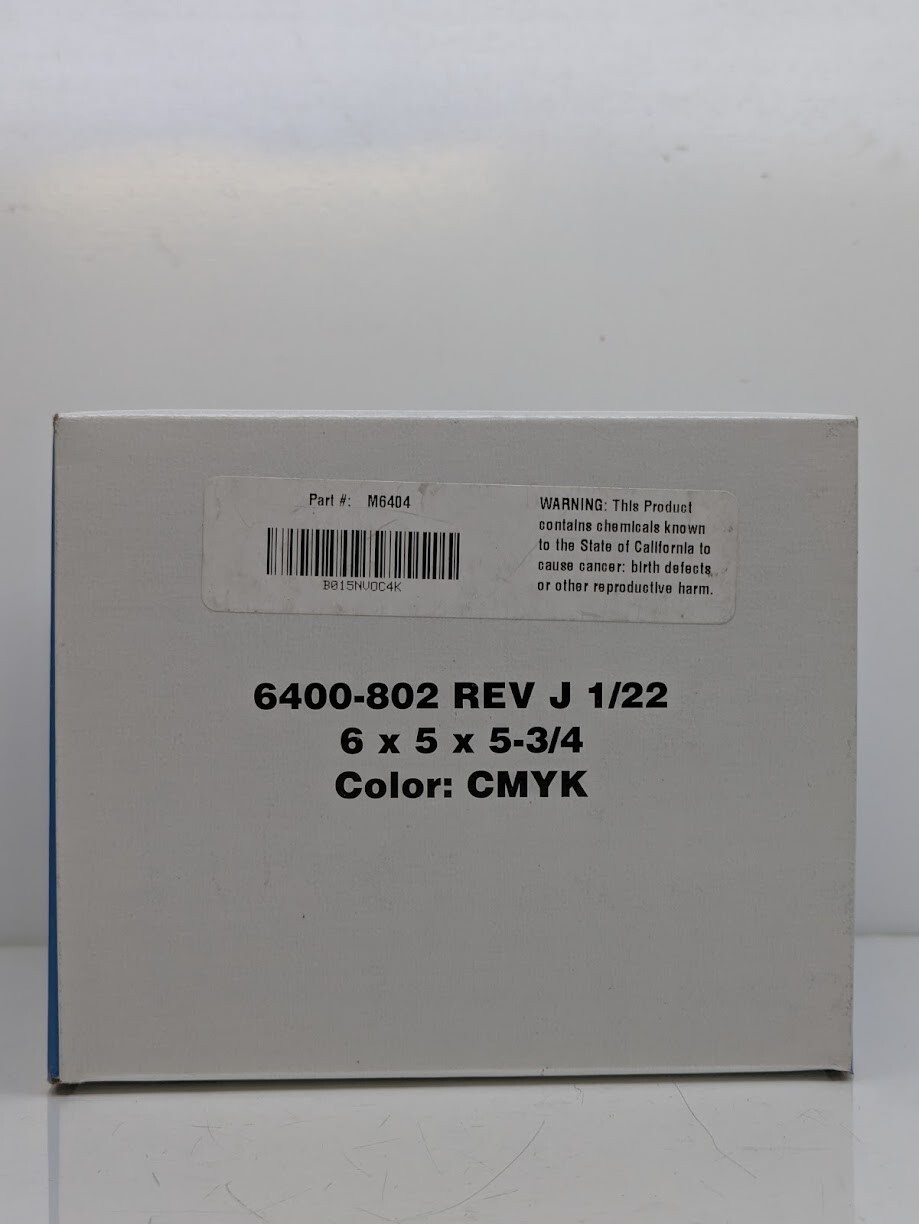 Part #: M6404
B015NVOC4K
WARNING: This Product
contains chemicals known
to the State of California to
cause cancer: birth defects
or other reproductive harm.
6400-802 REV J 1/22
6 x 5 x 5-3/4
Color: CMYK